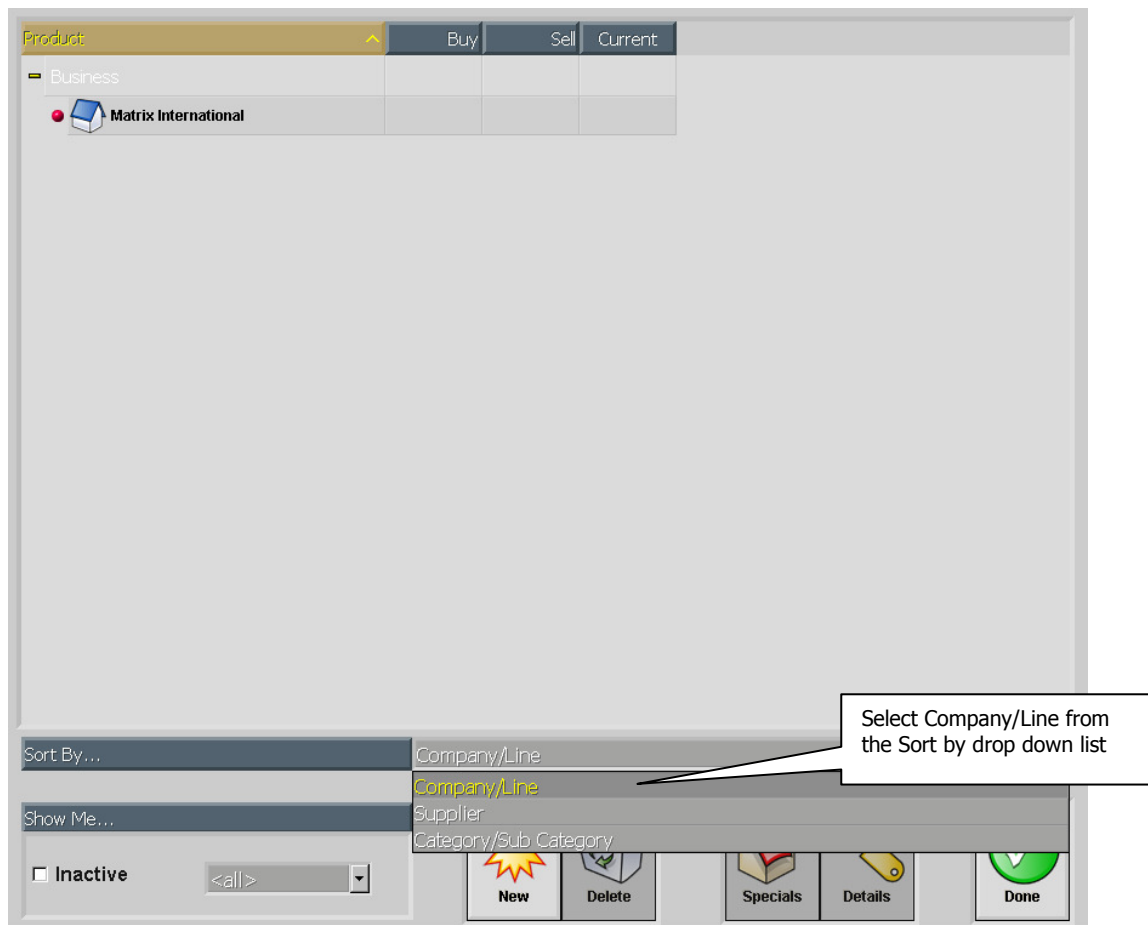 Product Buy Sell Current
Business
Matrix International
Select Company/Line from
the Sort by drop down list
Sort By... Company/Line
Company/Line
Supplier
Category/Sub Category
Show Me...
Inactive <all>
New Delete Specials Details Done